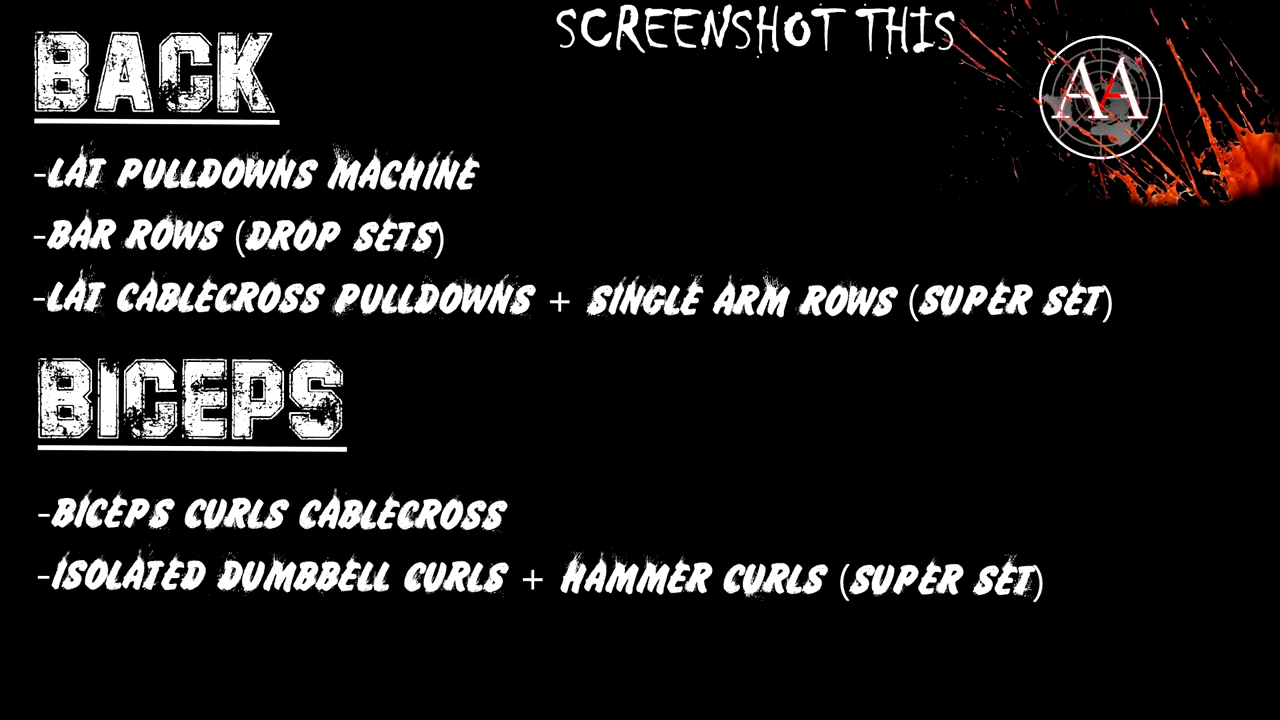 SCREENSHOT THIS
AAA
BACK
-LAT PULLDOWNS MACHINE
-BAR ROWS (DROP SETS)
-LAT CABLECROSS PULLDOWNS + SINGLE ARM ROWS (SUPER SET)
BICEPS
-BICEPS CURLS CABLECROSS
-ISOLATED DUMBBELL CURLS + HAMMER CURLS (SUPER SET)